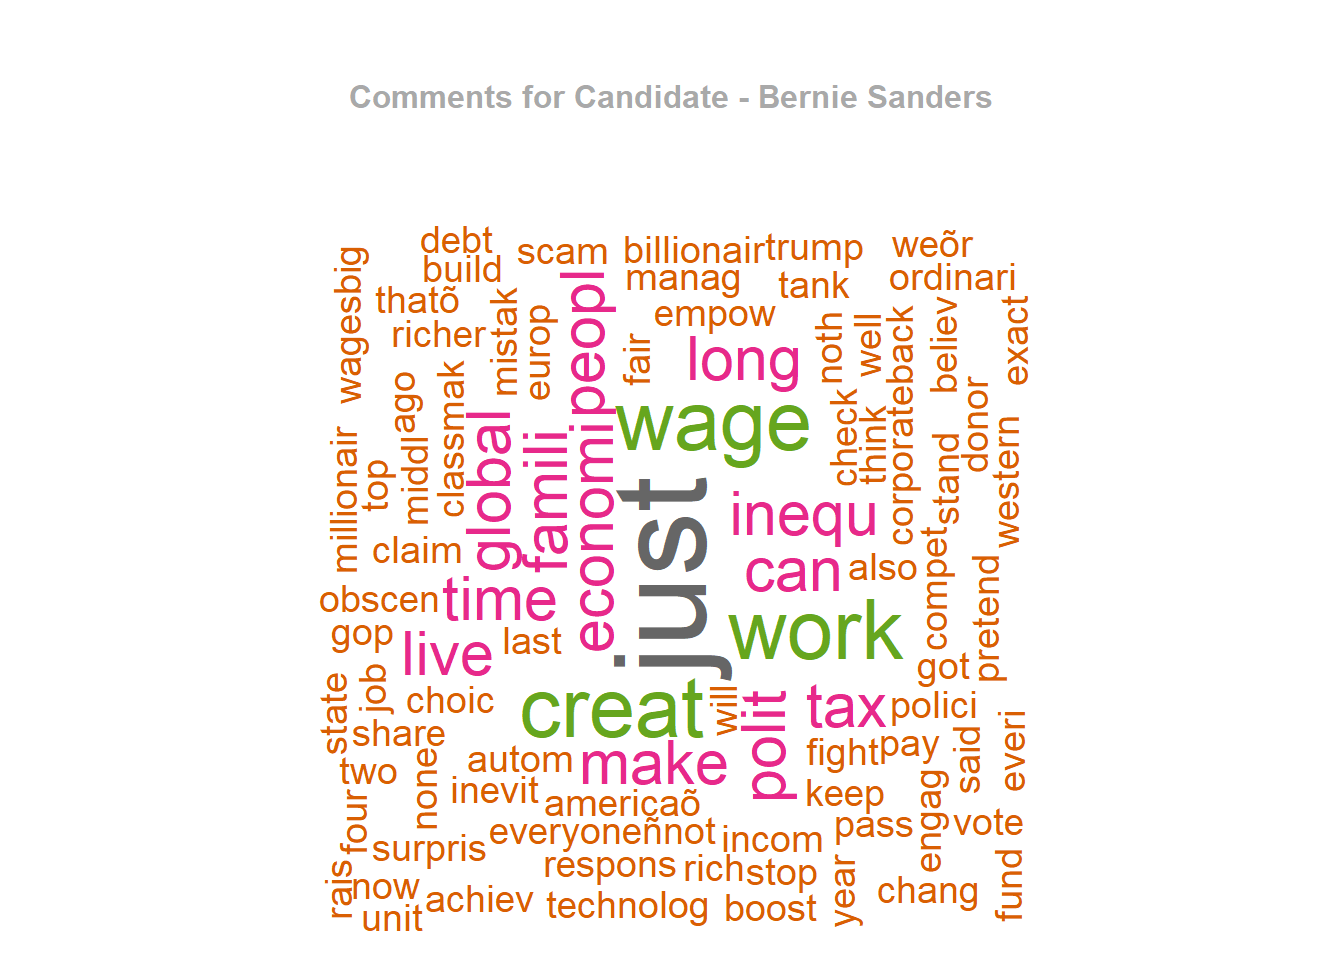 Comments for Candidate - Bernie Sanders
debt
scam
billionair
trump
weõr
build
manag
tank
ordinari
wagesbig
thatõ
richer
mistak
europ
peopl
empow
fair
long
noth
well
corporateback
believ
exact
ago
classmak
global
famili
economi
wage
check
think
donor
millionair
top
middl
just
inequ
stand
western
claim
can
also
compet
pretend
obscen
time
work
gop
live
last
got
state
job
choic
creat
will
polit
tax
polici
share
make
fight
pay
said
everi
two
none
autom
inevit
americaõ
keep
engag
four
surpris
everyoneñnot
incom
pass
vote
respons
rich
stop
rais
now
unit
achiev
technolog
boost
year
chang
fund